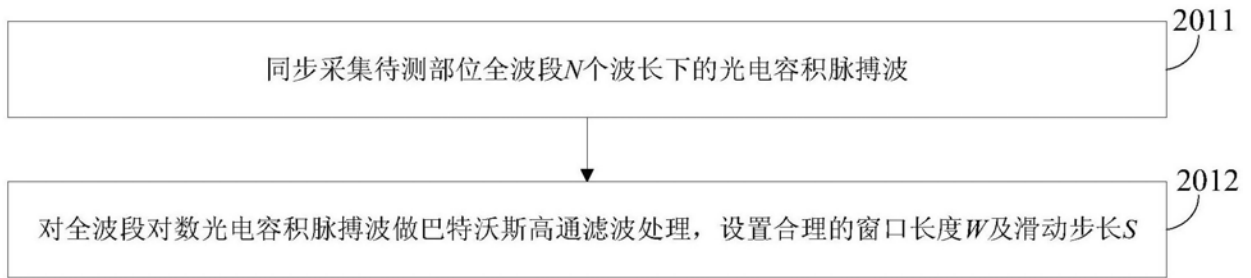 2011
同步采集待测部位全波段N个波长下的光电容积脉搏波
2012
对全波段对数光电容积脉搏波做巴特沃斯高通滤波处理，设置合理的窗口长度W及滑动步长S